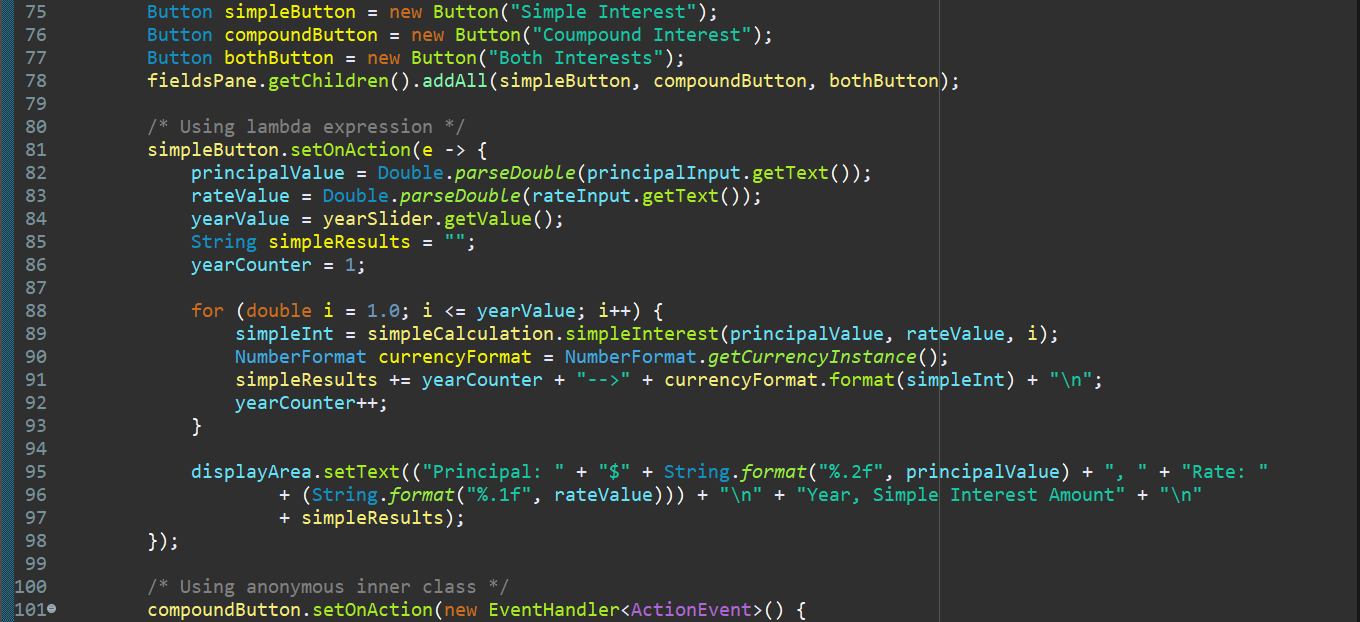 75 Button simpleButton = new Button("Simple Interest");
76 Button compoundButton = new Button("Coumpound Interest");
77 Button bothButton = new Button("Both Interests");
78 fieldsPane.getChildren().addAll(simpleButton, compoundButton, bothButton);
79
80 /* Using lambda expression */
81 simpleButton.setOnAction(e -> {
82 principalValue = Double.parseDouble(principalInput.getText());
83 rateValue = Double.parseDouble(rateInput.getText());
84 yearValue = yearSlider.getValue();
85 String simpleResults = "";
86 yearCounter = 1;
87
88 for (double i = 1.0; i <= yearValue; i++) {
89 simpleInt = simpleCalculation.simpleInterest(principalValue, rateValue, i);
90 NumberFormat currencyFormat = NumberFormat.getCurrencyInstance();
91 simpleResults += yearCounter + "-->" + currencyFormat.format(simpleInt) + "\n";
92 yearCounter++;
93 }
94
95 displayArea.setText(("Principal: " + "$" + String.format("%.2f", principalValue) + ", " + "Rate: "
96 + (String.format("%.1f", rateValue))) + "\n" + "Year, Simple Interest Amount" + "\n"
97 + simpleResults);
98 });
99
100 /* Using anonymous inner class */
101 compoundButton.setOnAction(new EventHandler<ActionEvent>() {